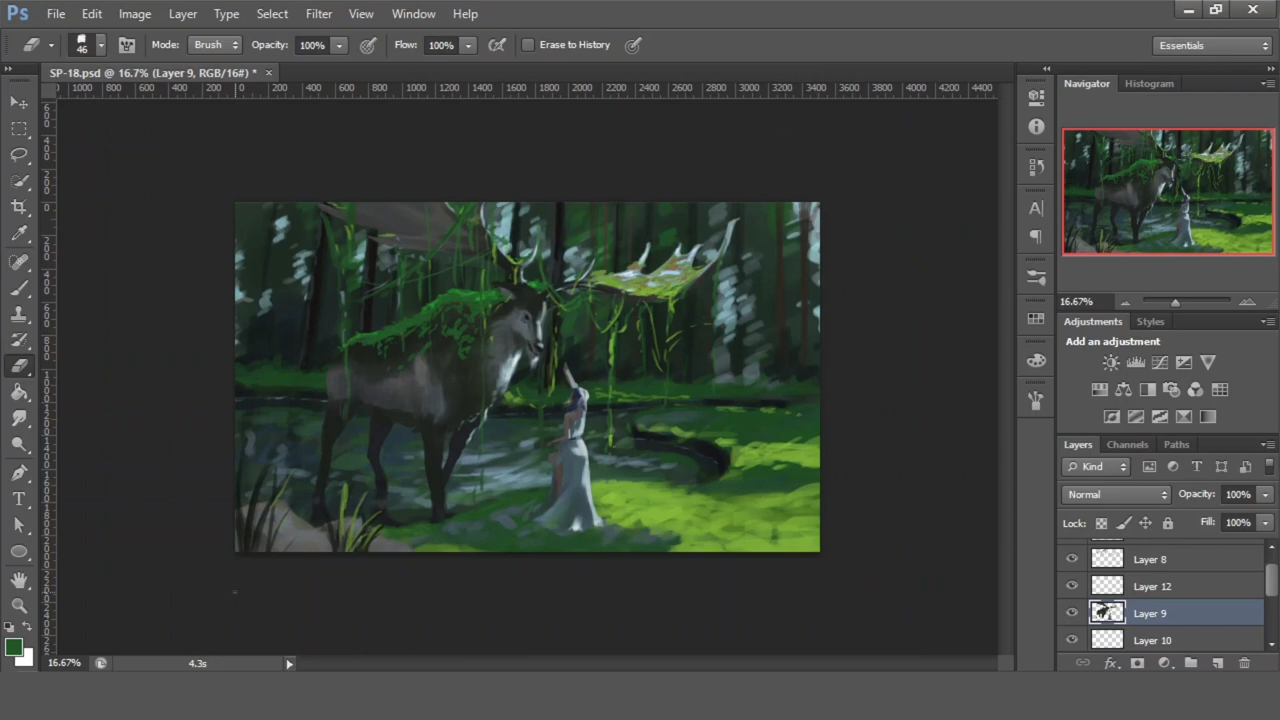 Ps File Edit Image Layer Type Select Filter View Window Help
46 Mode: Brush Opacity: 100% Flow: 100% Erase to History Essentials
SP-18.psd @ 16.7% (Layer 9, RGB/16#) * ×
1000 800 600 400 200 0 200 400 600 800 1000 1200 1400 1600 1800 2000 2200 2400 2600 2800 3000 3200 3400 3600 3800 4000 4200 4400
Navigator Histogram
16.67%
Adjustments Styles
Add an adjustment
Layers Channels Paths
Kind
Normal Opacity: 100%
Lock: Fill: 100%
Layer 8
Layer 12
Layer 9
Layer 10
16.67% 4.3s